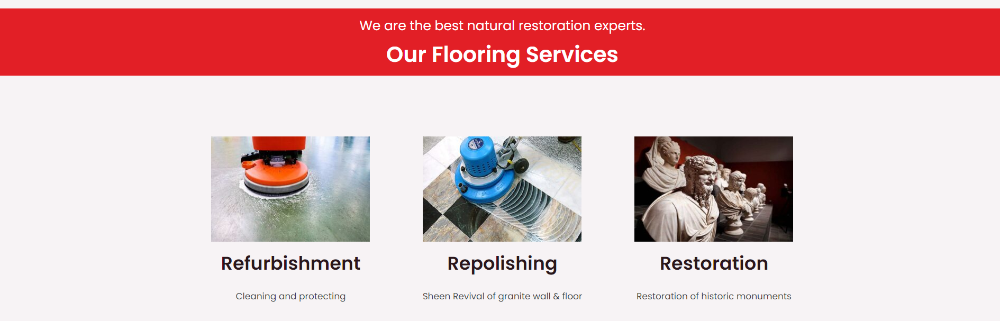 We are the best natural restoration experts.
Our Flooring Services
Refurbishment
Repolishing
Restoration
Cleaning and protecting
Sheen Revival of granite wall & floor
Restoration of historic monuments